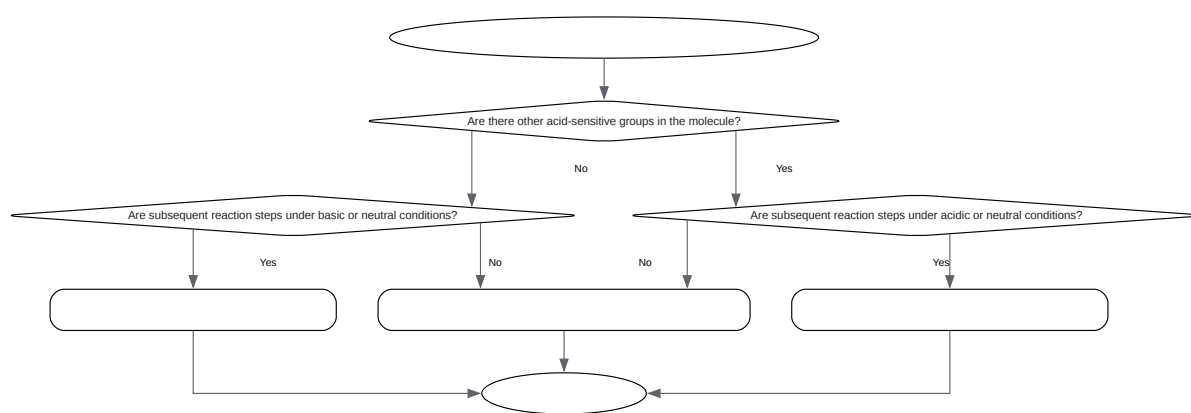 Are there other acid-sensitive groups in the molecule?
No
Yes
Are subsequent reaction steps under basic or neutral conditions?
Are subsequent reaction steps under acidic or neutral conditions?
Yes
No
No
Yes